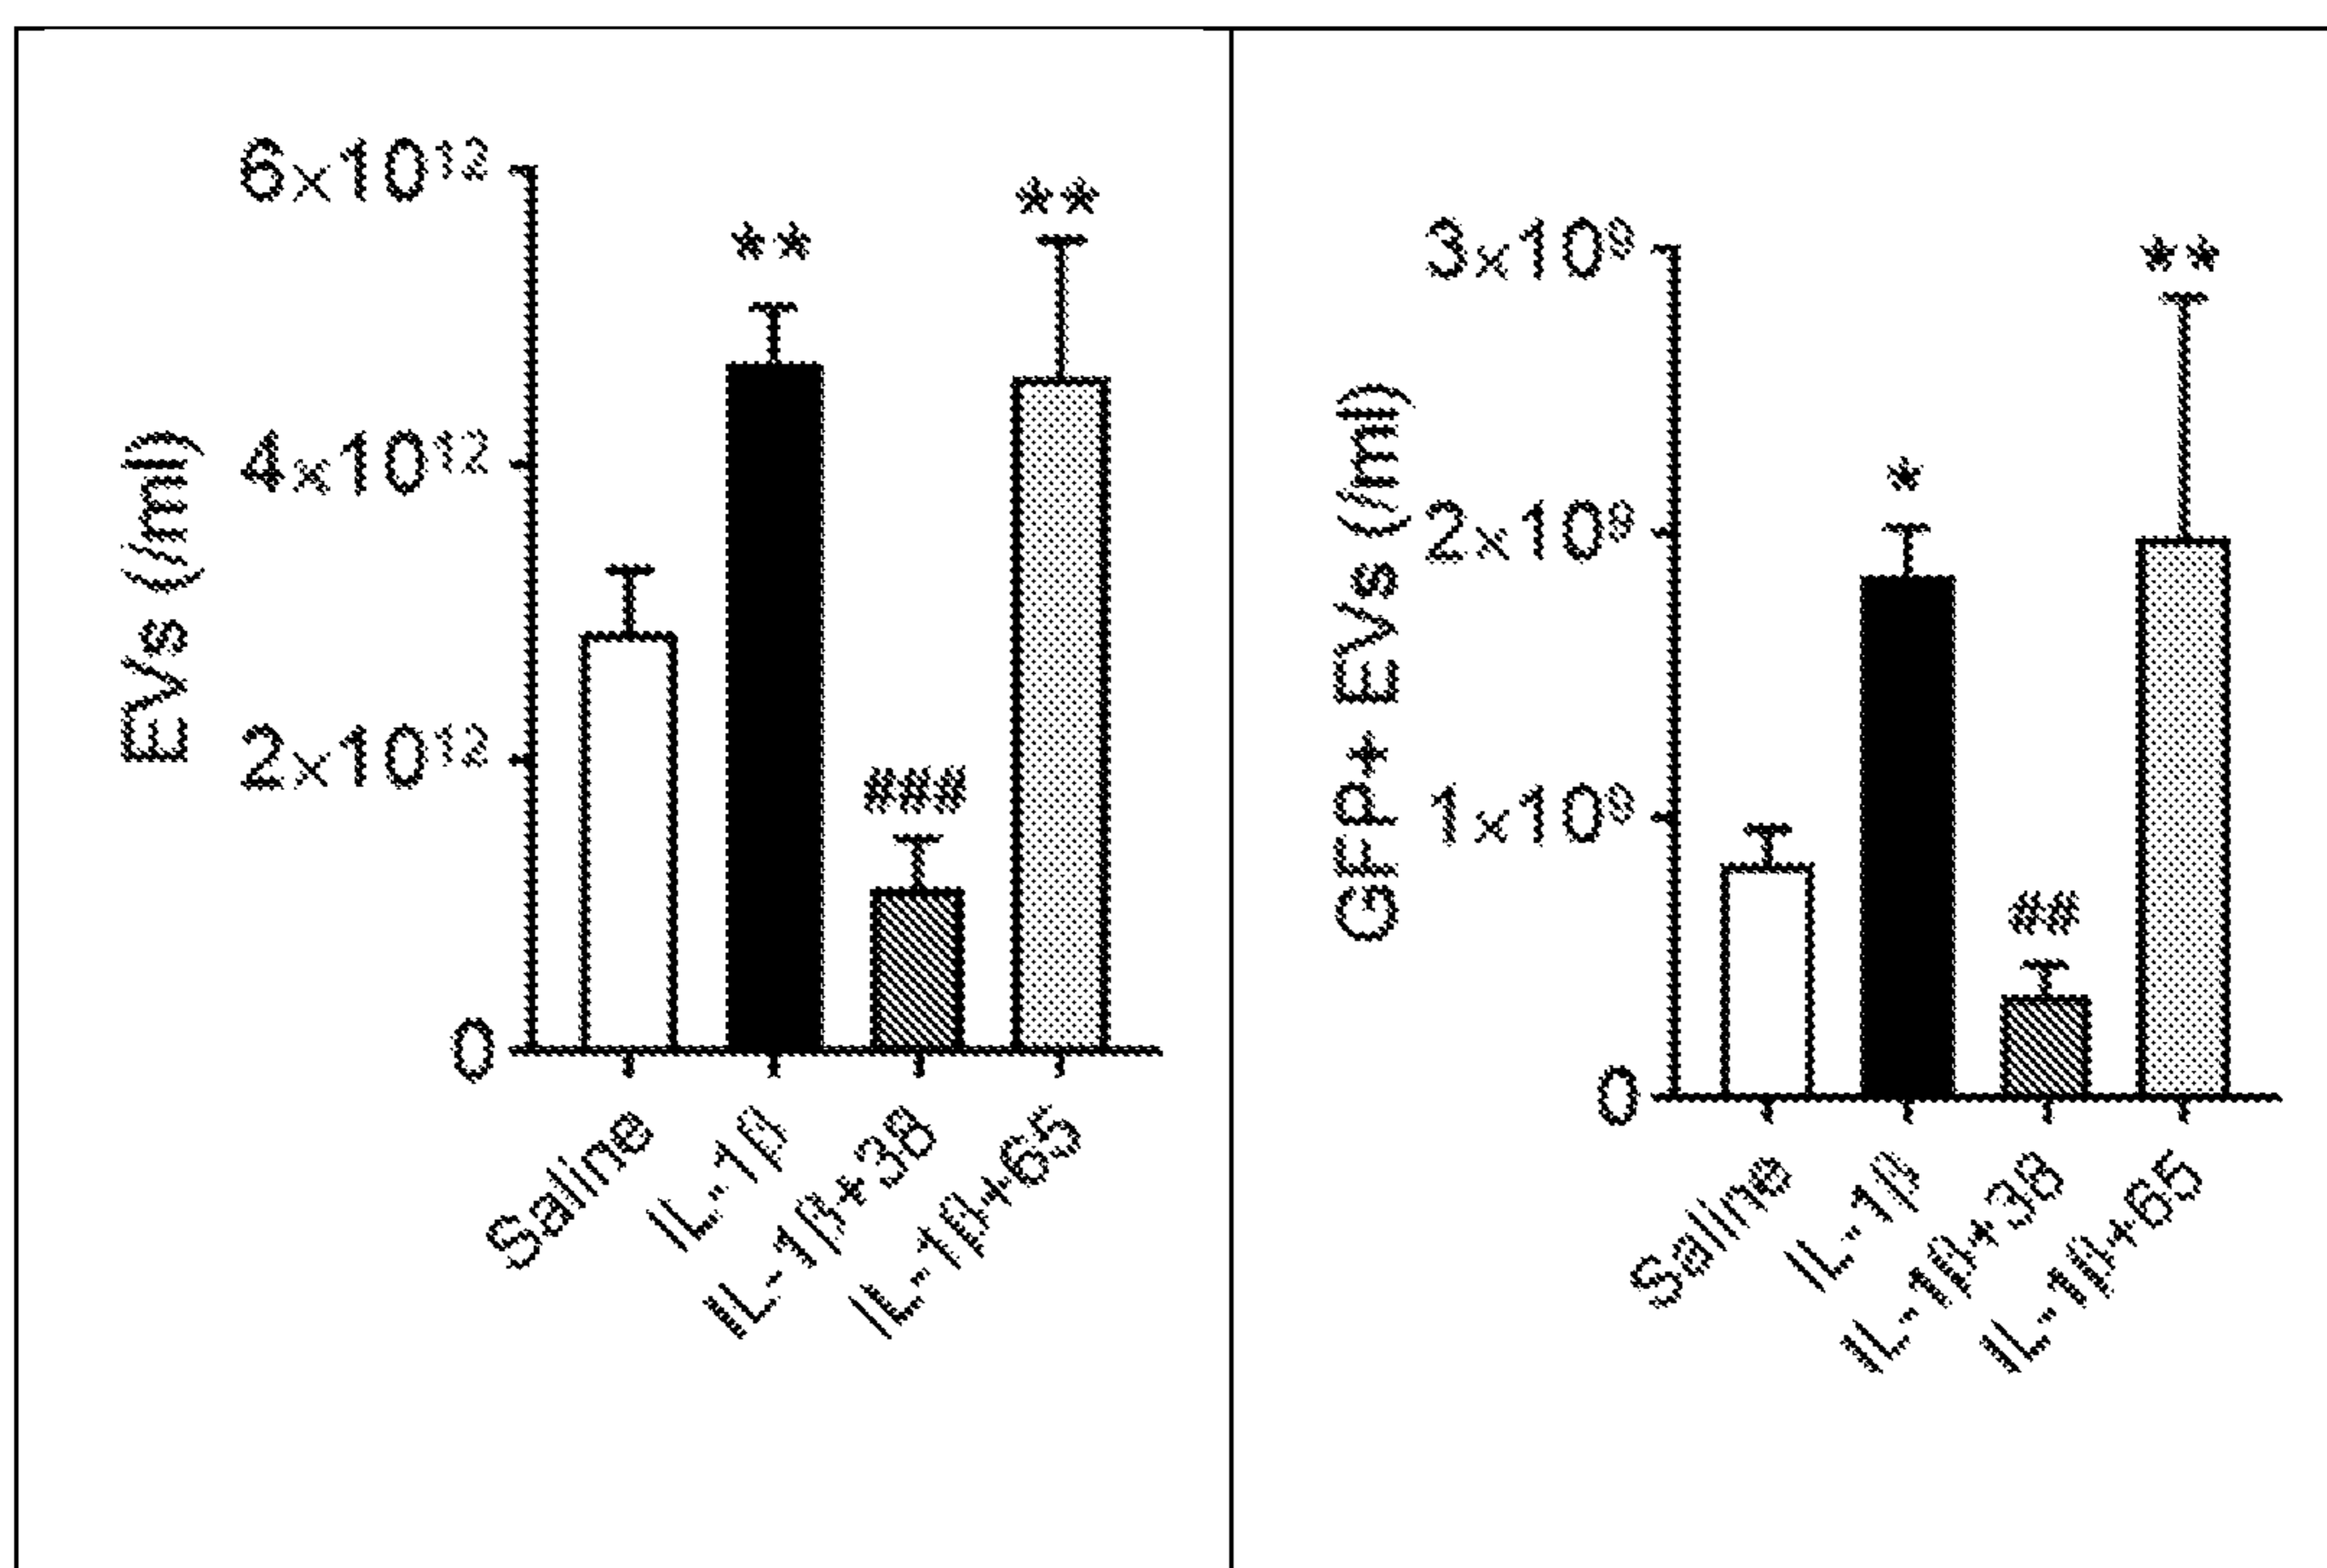 EVs (/ml)
6×10¹²
4×10¹²
2×10¹²
0
**
###
**
Saline
IL-1β
IL-1β+38
IL-1β+65
GFP+ EVs (/ml)
3×10⁹
2×10⁹
1×10⁹
0
*
##
**
Saline
IL-1β
IL-1β+38
IL-1β+65